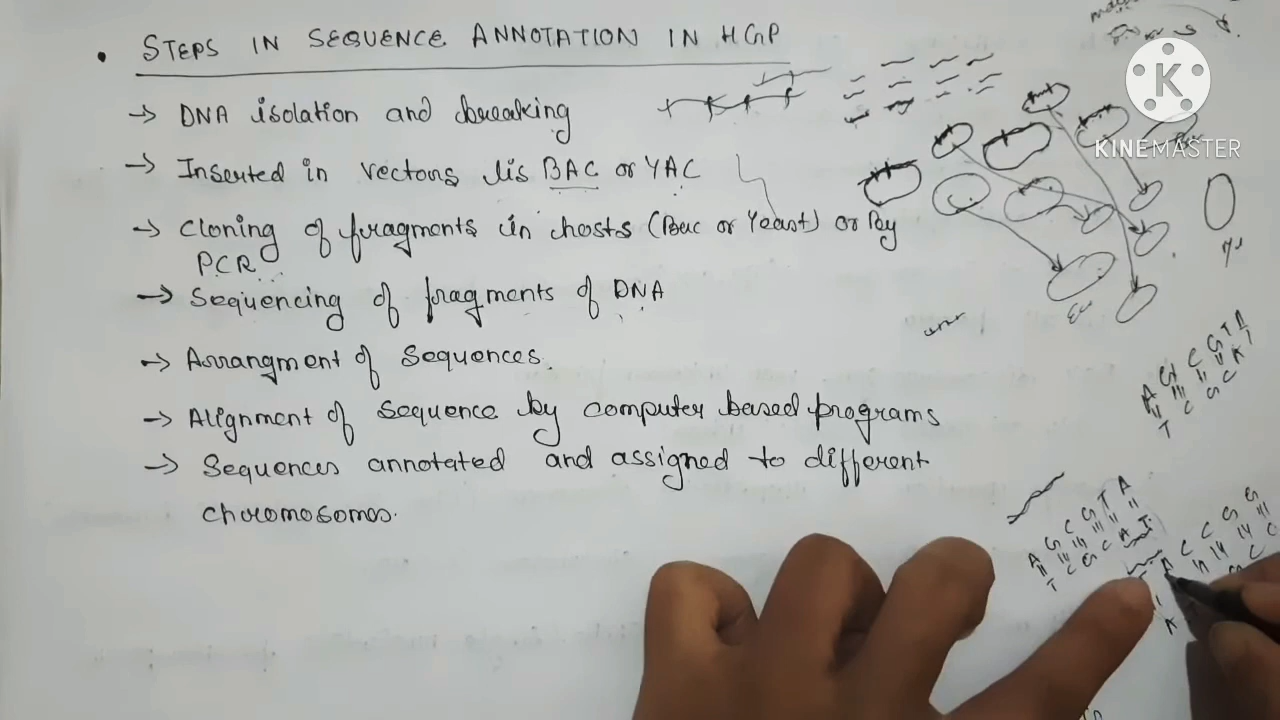 • STEPS IN SEQUENCE ANNOTATION IN HGP
→ DNA isolation and breaking
→ Inserted in vectors lis BAC or YAC
→ Cloning of fragments in hosts (Bac or Yeast) or By
PCR
→ Sequencing of fragments of DNA
→ Arrangment of Sequences.
→ Alignment of Sequence by computer based programs
→ Sequences annotated and assigned to different
chromosomes.
K
KINEMASTER
A G C G T A
T C G C A T
A G C G T A
T C G C A T
A C C G G